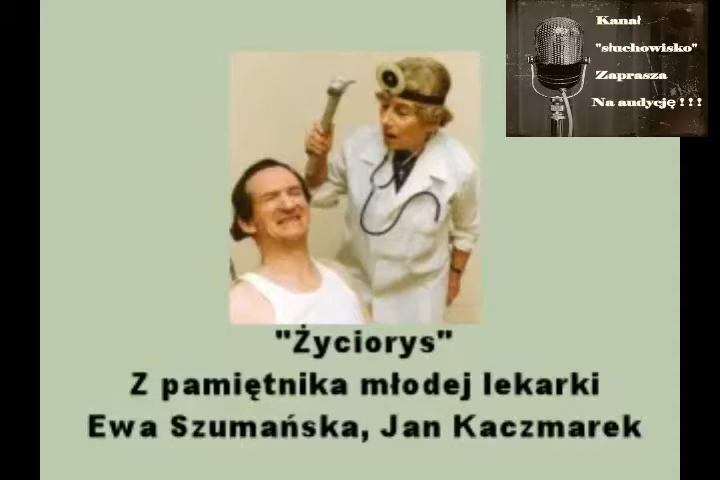 Kanał
"słuchowisko"
Zaprasza
Na audycję ! ! !
"Życiorys"
Z pamiętnika młodej lekarki
Ewa Szumańska, Jan Kaczmarek